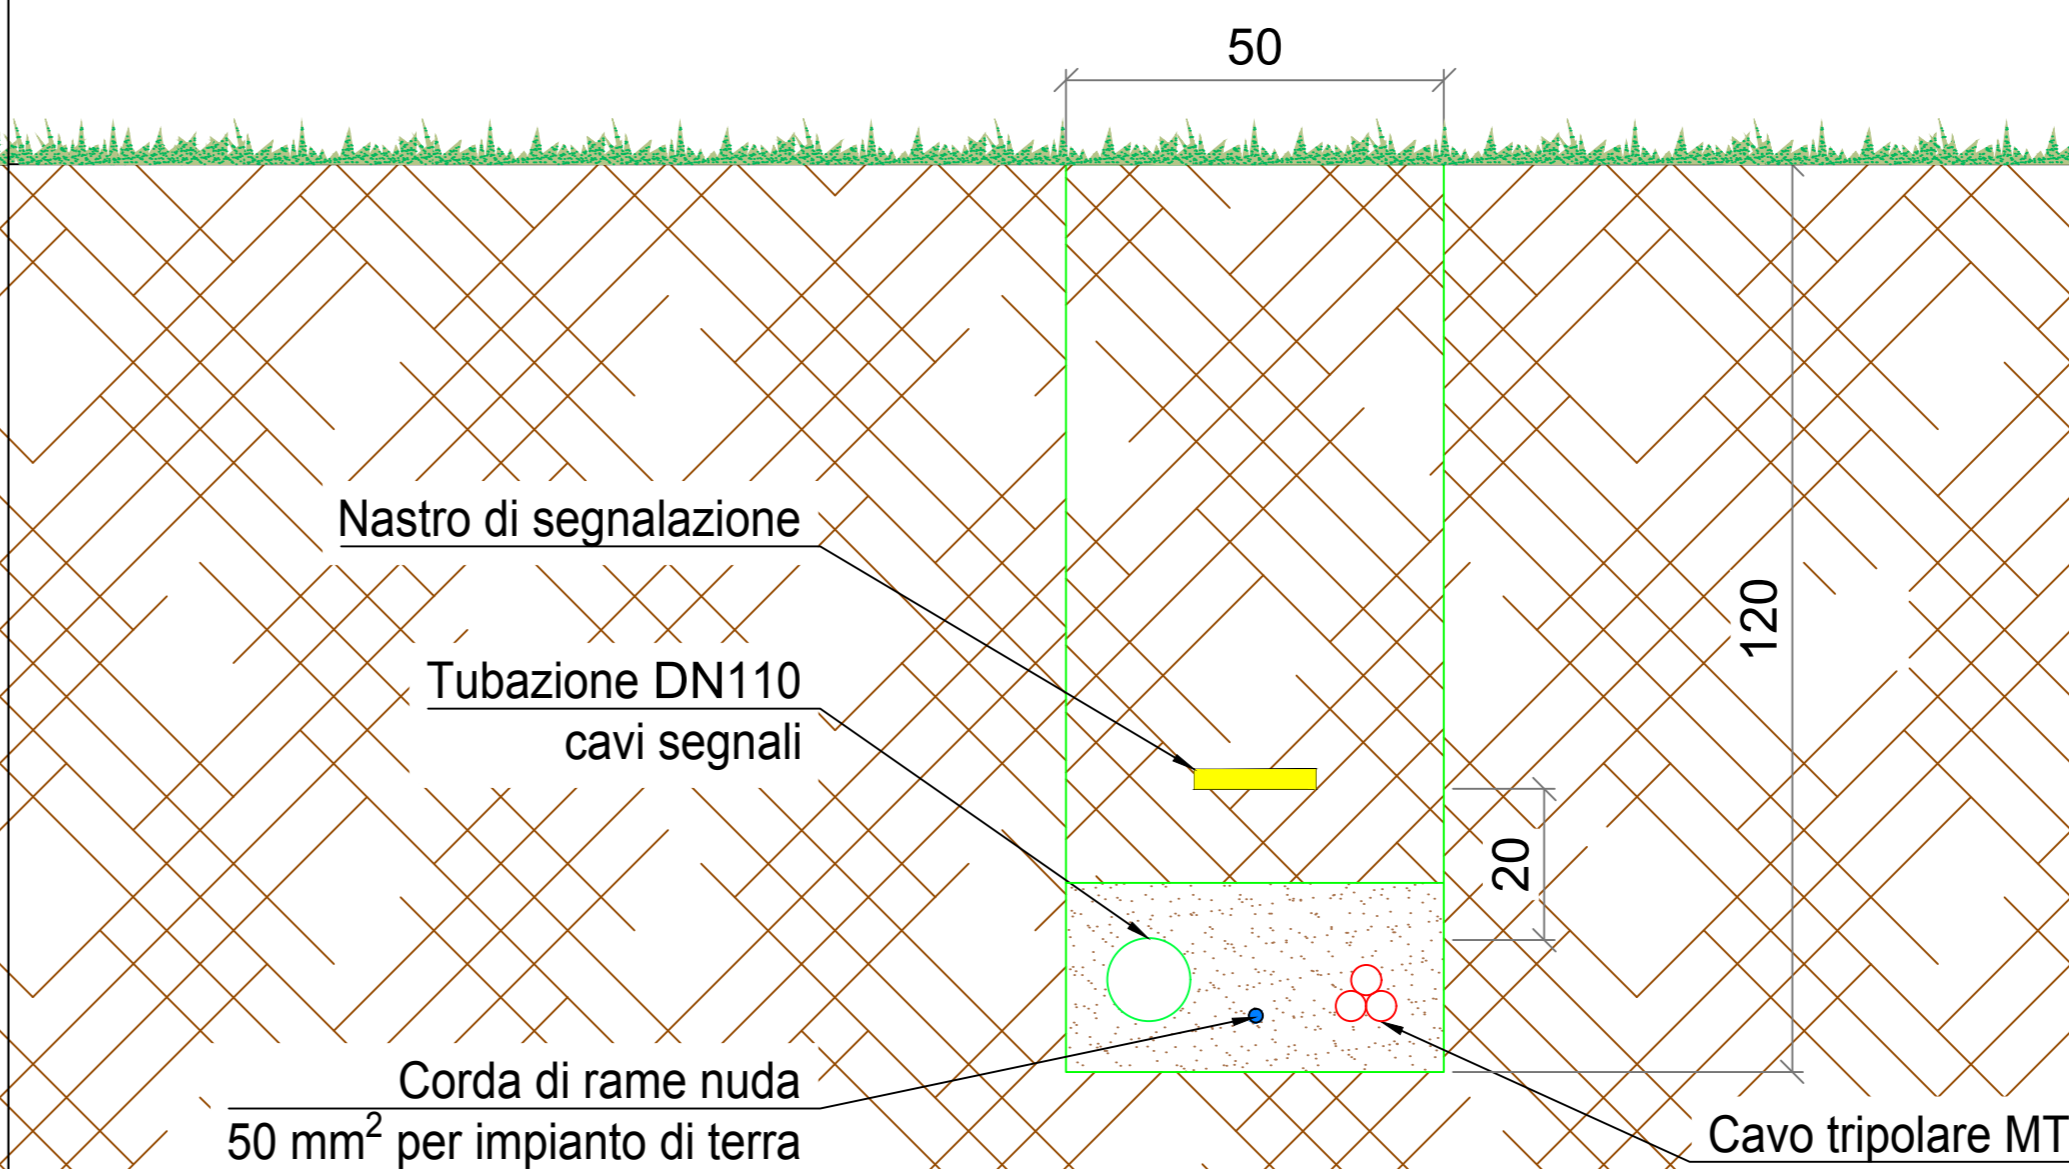 50
Nastro di segnalazione
120
Tubazione DN110
cavi segnali
20
Corda di rame nuda
50 mm² per impianto di terra
Cavo tripolare MT